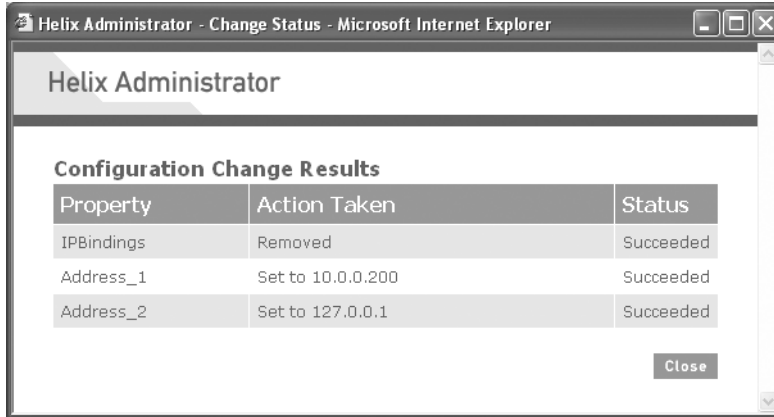 Helix Administrator - Change Status - Microsoft Internet Explorer
Helix Administrator
Configuration Change Results
Property Action Taken Status
IPBindings Removed Succeeded
Address_1 Set to 10.0.0.200 Succeeded
Address_2 Set to 127.0.0.1 Succeeded
Close